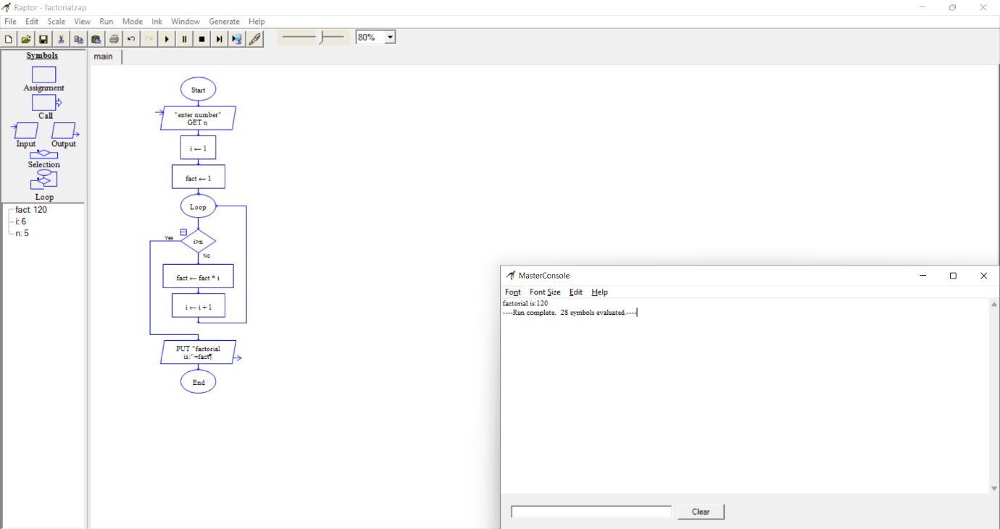 Raptor - factorial.rap
File Edit Scale View Run Mode Ink Window Generate Help
80%
Symbols
Assignment
Call
Input Output
Selection
Loop
fact: 120
i: 6
n: 5
main
Start
"enter number"
GET n
i ← 1
fact ← 1
Loop
i>n
Yes
No
fact ← fact * i
i ← i + 1
PUT "factorial
is:"+fact¶
End
MasterConsole
Font Font Size Edit Help
factorial is:120
----Run complete. 28 symbols evaluated.----
Clear